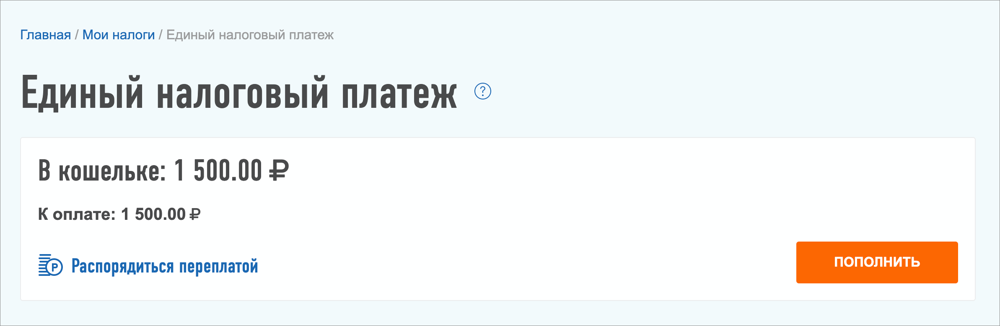 Главная / Мои налоги / Единый налоговый платеж
Единый налоговый платеж ?
В кошельке: 1 500.00 ₽
К оплате: 1 500.00 ₽
Р Распорядиться переплатой
ПОПОЛНИТЬ